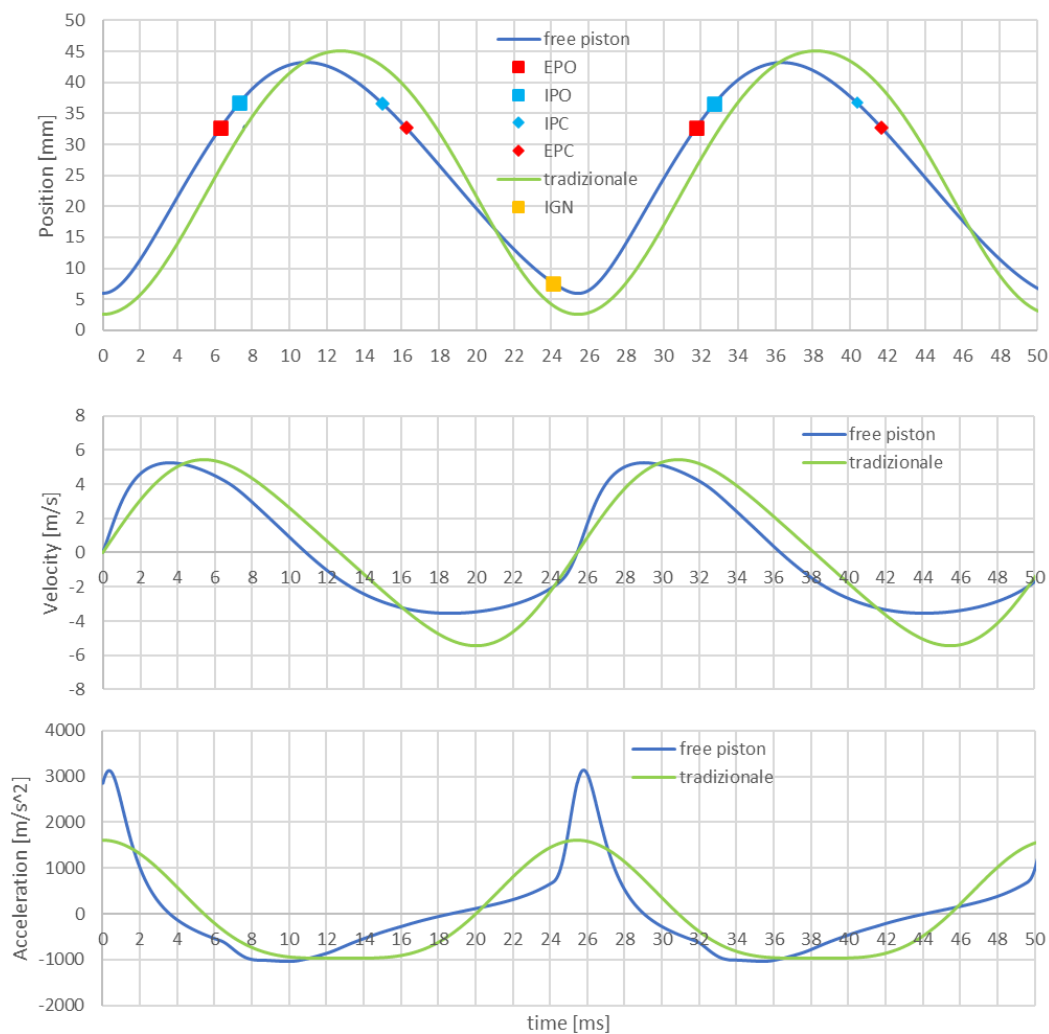 50
45
40
35
30
25
20
15
10
5
0
Position [mm]
free piston
EPO
IPO
IPC
EPC
tradizionale
IGN
0 2 4 6 8 10 12 14 16 18 20 22 24 26 28 30 32 34 36 38 40 42 44 46 48 50
8
6
4
2
0
-2
-4
-6
-8
Velocity [m/s]
free piston
tradizionale
0 2 4 6 8 10 12 14 16 18 20 22 24 26 28 30 32 34 36 38 40 42 44 46 48 50
4000
3000
2000
1000
0
-1000
-2000
Acceleration [m/s^2]
free piston
tradizionale
0 2 4 6 8 10 12 14 16 18 20 22 24 26 28 30 32 34 36 38 40 42 44 46 48 50
time [ms]